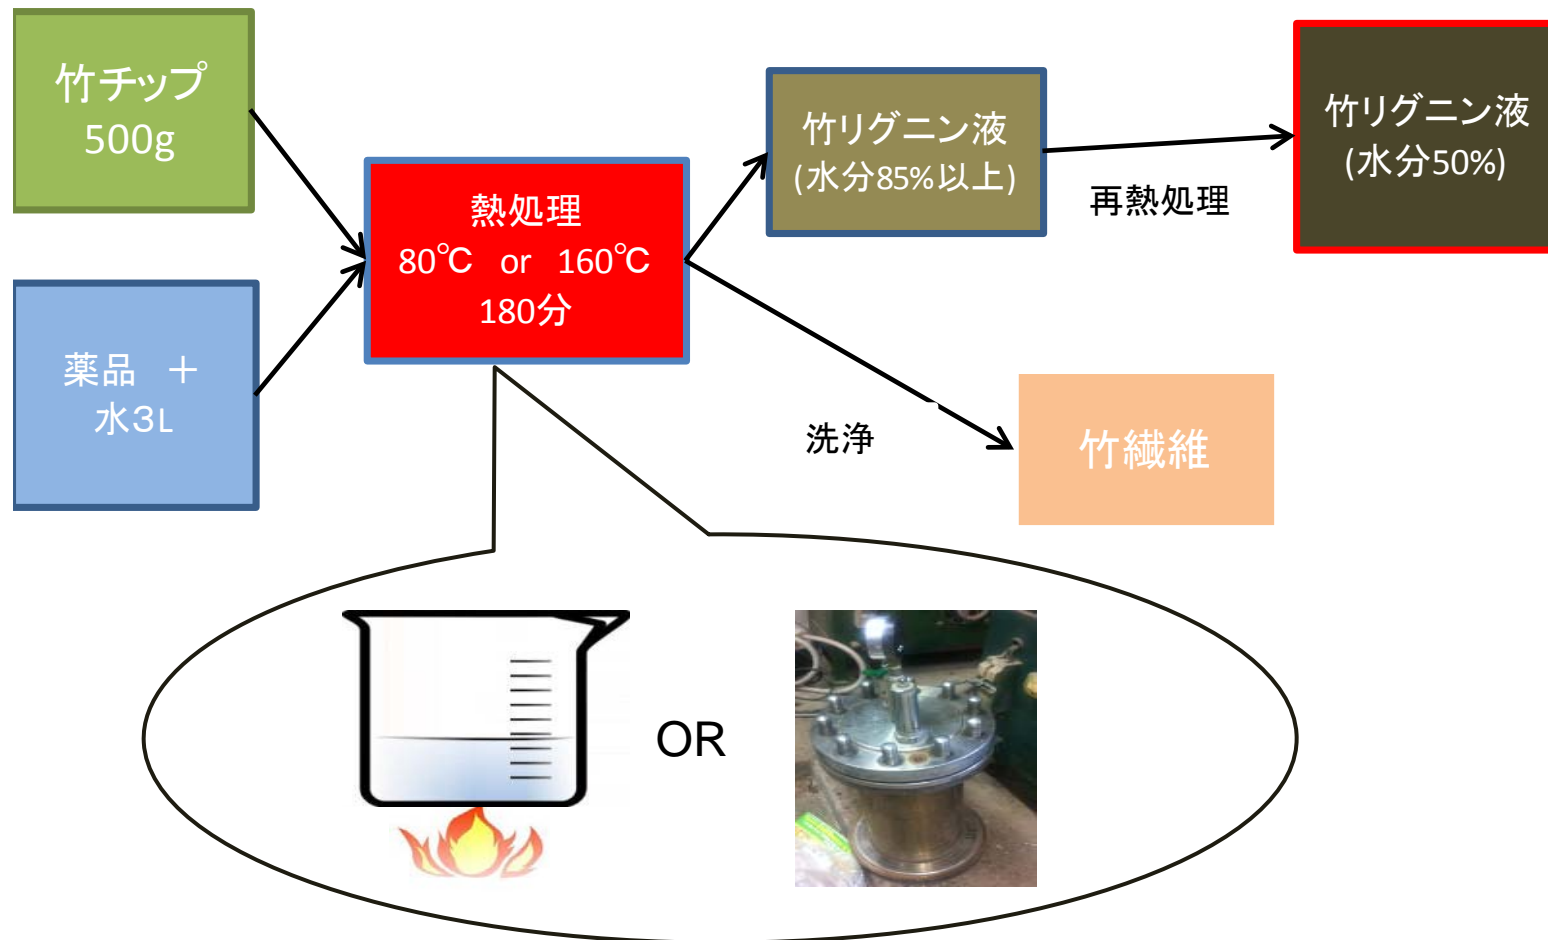 竹チップ
500g
薬品　＋
水３L
熱処理
80℃　or　160℃
180分
竹リグニン液
(水分85%以上)
再熱処理
竹リグニン液
(水分50%)
洗浄
竹繊維
OR